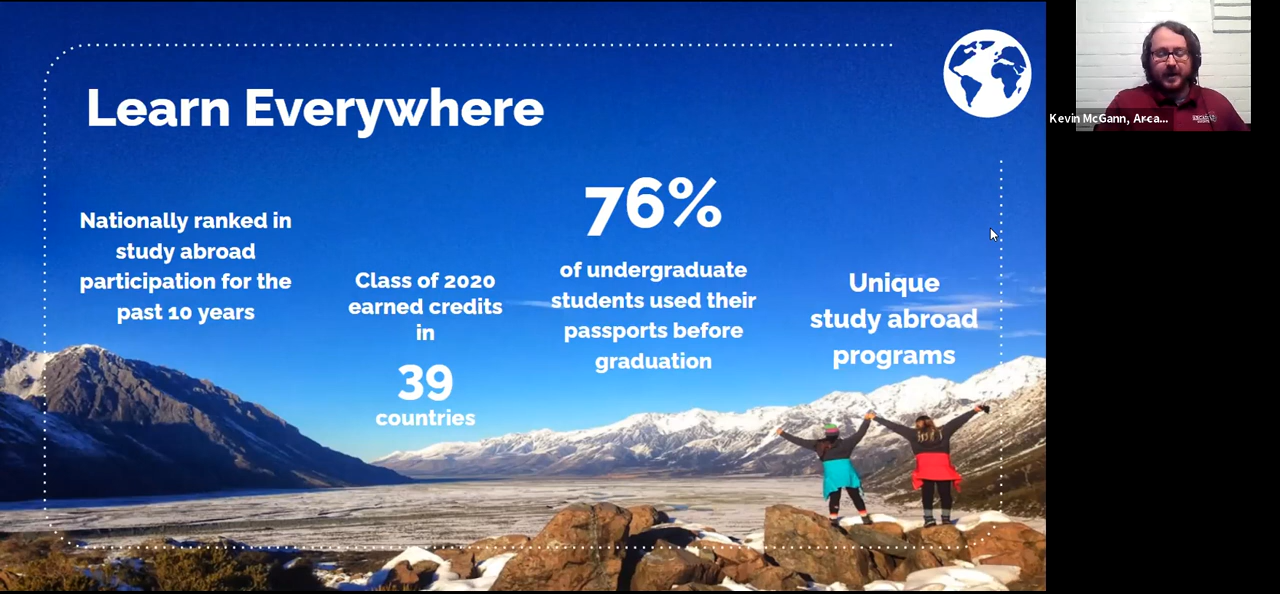 Learn Everywhere
Nationally ranked in
study abroad
participation for the
past 10 years
Class of 2020
earned credits
in
39
countries
76%
of undergraduate
students used their
passports before
graduation
Unique
study abroad
programs
Kevin McGann, Arca...